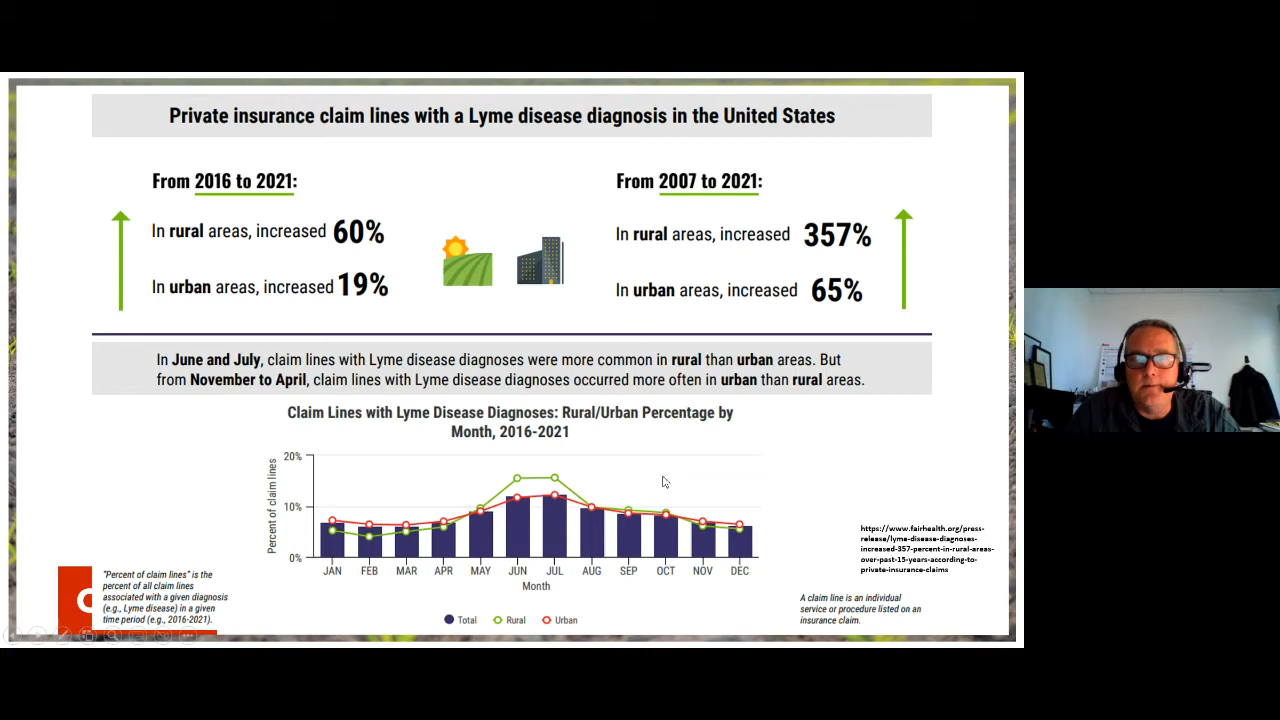 Private insurance claim lines with a Lyme disease diagnosis in the United States
From 2016 to 2021:
In rural areas, increased 60%
In urban areas, increased 19%
From 2007 to 2021:
In rural areas, increased 357%
In urban areas, increased 65%
In June and July, claim lines with Lyme disease diagnoses were more common in rural than urban areas. But
from November to April, claim lines with Lyme disease diagnoses occurred more often in urban than rural areas.
Claim Lines with Lyme Disease Diagnoses: Rural/Urban Percentage by
Month, 2016-2021
Percent of claim lines
20%
10%
0%
JAN FEB MAR APR MAY JUN JUL AUG SEP OCT NOV DEC
Month
Total Rural Urban
"Percent of claim lines" is the
percent of all claim lines
associated with a given diagnosis
(e.g., Lyme disease) in a given
time period (e.g., 2016-2021).
https://www.fairhealth.org/press-
release/lyme-disease-diagnoses-
increased-357-percent-in-rural-areas-
over-past-15-years-according-to-
private-insurance-claims
A claim line is an individual
service or procedure listed on an
insurance claim.